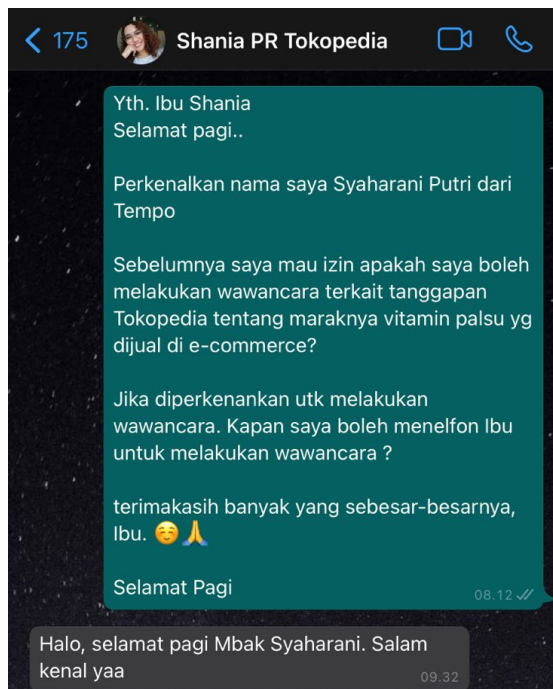 175 Shania PR Tokopedia
Yth. Ibu Shania
Selamat pagi..
Perkenalkan nama saya Syaharani Putri dari
Tempo
Sebelumnya saya mau izin apakah saya boleh
melakukan wawancara terkait tanggapan
Tokopedia tentang maraknya vitamin palsu yg
dijual di e-commerce?
Jika diperkenankan utk melakukan
wawancara. Kapan saya boleh menelfon Ibu
untuk melakukan wawancara ?
terimakasih banyak yang sebesar-besarnya,
Ibu. ☺️🙏
Selamat Pagi
08.12
Halo, selamat pagi Mbak Syaharani. Salam
kenal yaa
09.32